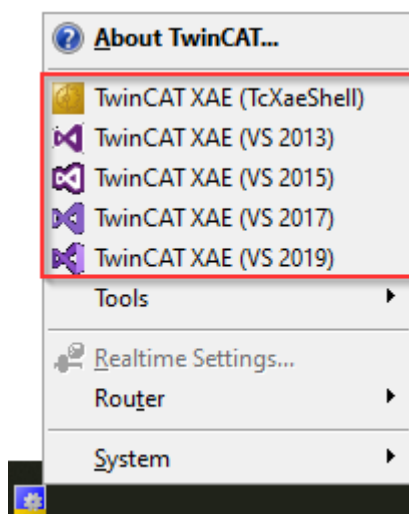 About TwinCAT...
TwinCAT XAE (TcXaeShell)
TwinCAT XAE (VS 2013)
TwinCAT XAE (VS 2015)
TwinCAT XAE (VS 2017)
TwinCAT XAE (VS 2019)
Tools
Realtime Settings...
Router
System